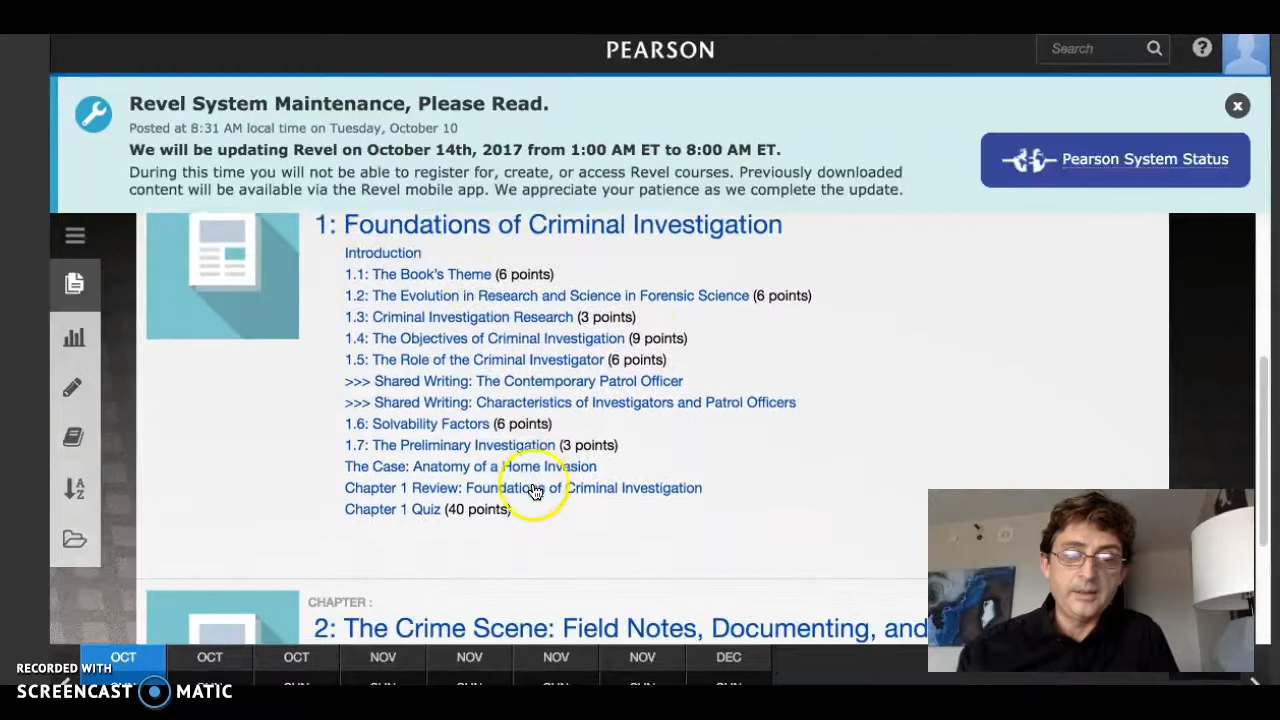 PEARSON
Search
Revel System Maintenance, Please Read.
Posted at 8:31 AM local time on Tuesday, October 10
We will be updating Revel on October 14th, 2017 from 1:00 AM ET to 8:00 AM ET.
During this time you will not be able to register for, create, or access Revel courses. Previously downloaded
content will be available via the Revel mobile app. We appreciate your patience as we complete the update.
Pearson System Status
1: Foundations of Criminal Investigation
Introduction
1.1: The Book's Theme (6 points)
1.2: The Evolution in Research and Science in Forensic Science (6 points)
1.3: Criminal Investigation Research (3 points)
1.4: The Objectives of Criminal Investigation (9 points)
1.5: The Role of the Criminal Investigator (6 points)
>>> Shared Writing: The Contemporary Patrol Officer
>>> Shared Writing: Characteristics of Investigators and Patrol Officers
1.6: Solvability Factors (6 points)
1.7: The Preliminary Investigation (3 points)
The Case: Anatomy of a Home Invasion
Chapter 1 Review: Foundations of Criminal Investigation
Chapter 1 Quiz (40 points)
CHAPTER :
2: The Crime Scene: Field Notes, Documenting, and
OCT OCT OCT NOV NOV NOV NOV DEC
RECORDED WITH
SCREENCAST MATIC